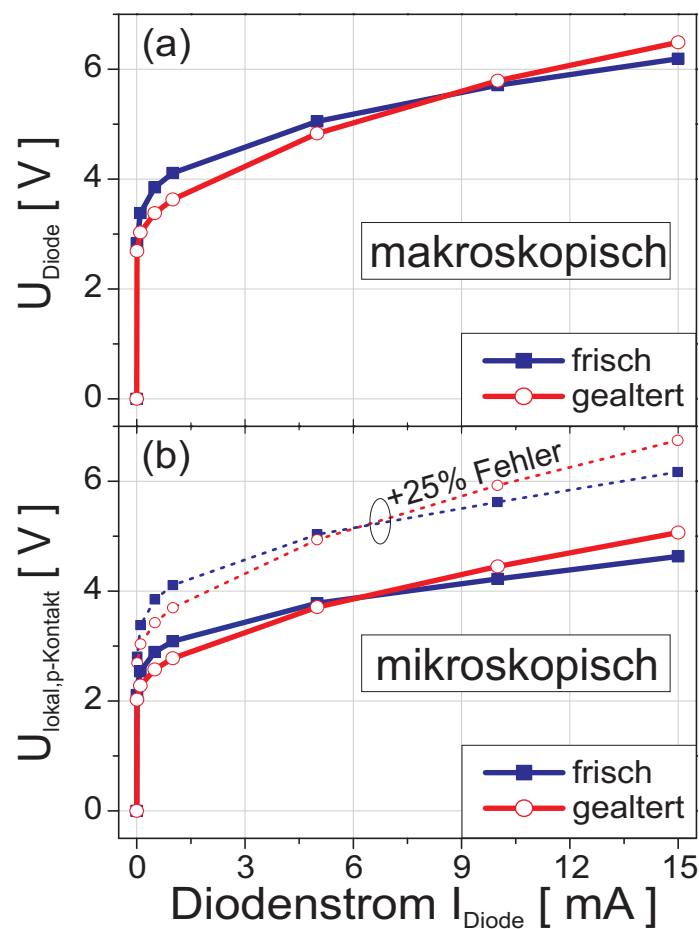 (a)
6
4
2
0
U_Diode [ V ]
makroskopisch
frisch
gealtert
(b)
+25% Fehler
6
4
2
0
U_lokal,p-Kontakt [ V ]
mikroskopisch
frisch
gealtert
0 3 6 9 12 15
Diodenstrom I_Diode [ mA ]